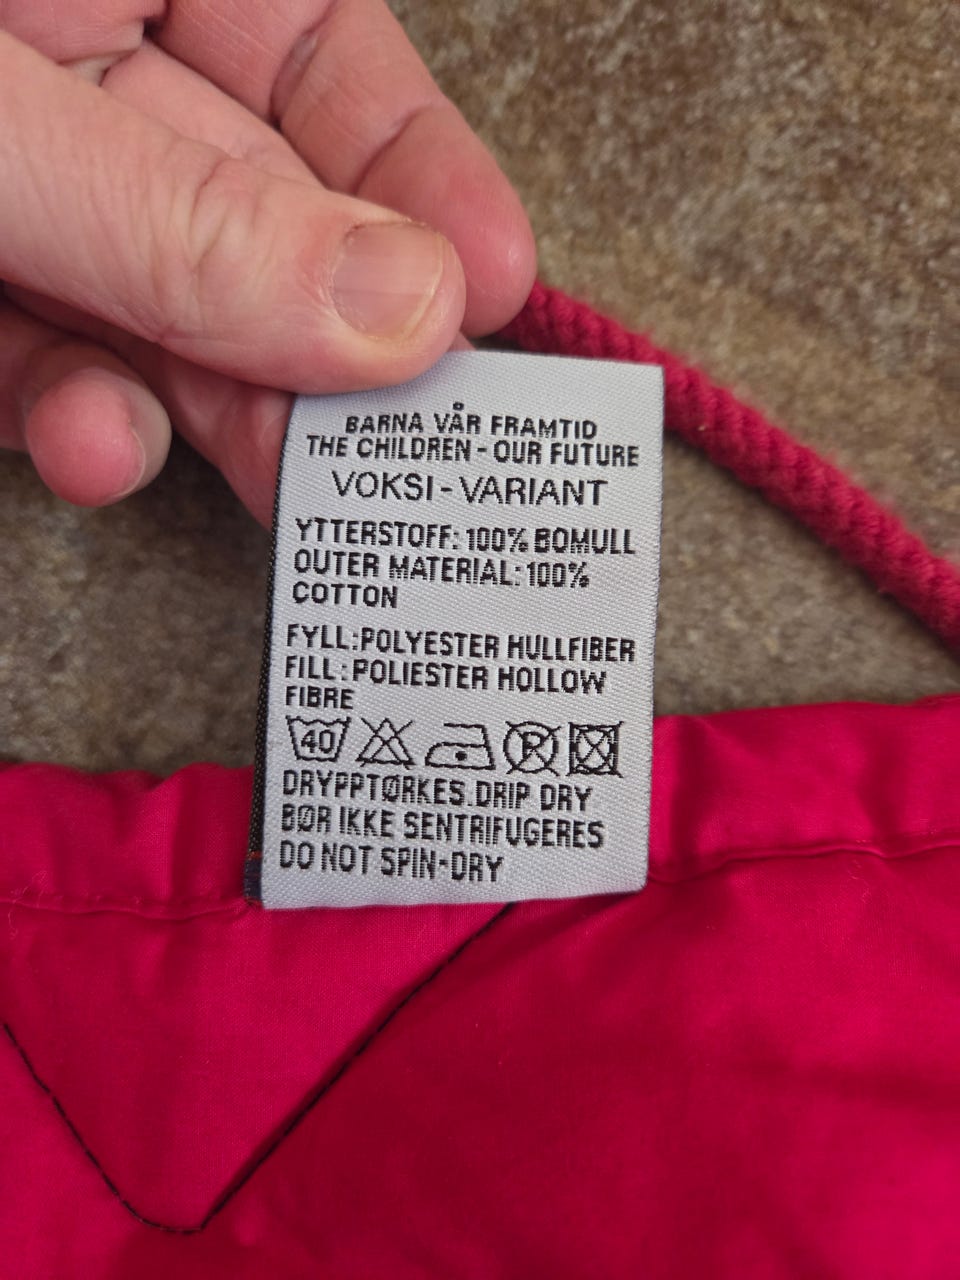 BARNA VÅR FRAMTID
THE CHILDREN - OUR FUTURE
VOKSI - VARIANT
YTTERSTOFF: 100% BOMULL
OUTER MATERIAL: 100%
COTTON
FYLL: POLYESTER HULLFIBER
FILL: POLIESTER HOLLOW
FIBRE
40 P
DRYPPTØRKES. DRIP DRY
BØR IKKE SENTRIFUGERES
DO NOT SPIN-DRY